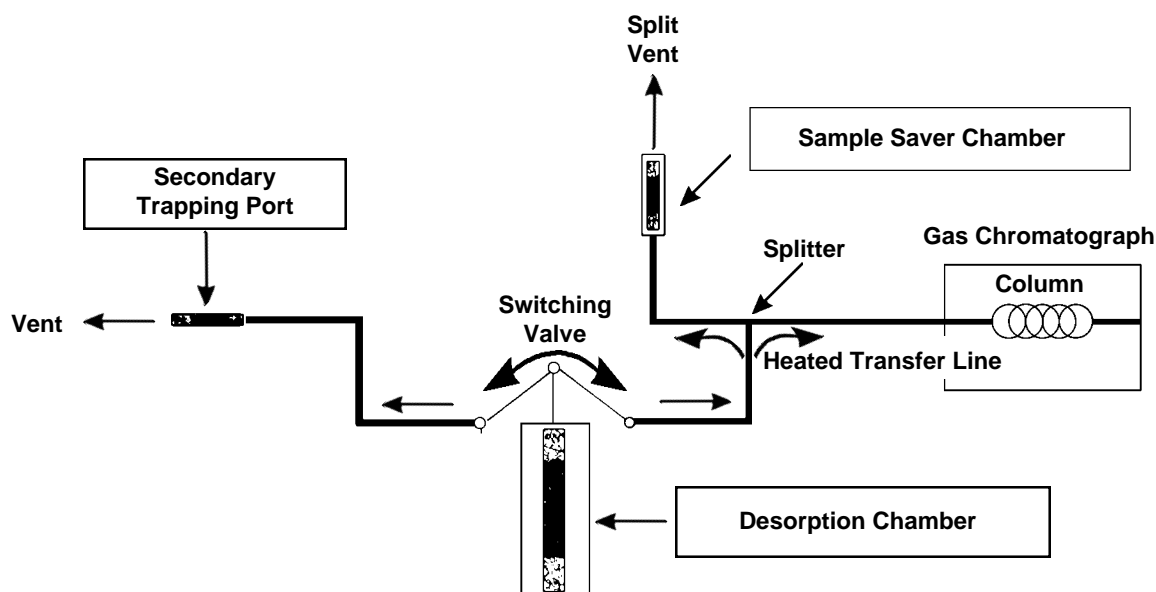 Split
Vent
Sample Saver Chamber
Secondary
Trapping Port
Gas Chromatograph
Splitter
Column
Switching
Valve
Vent
Heated Transfer Line
Desorption Chamber